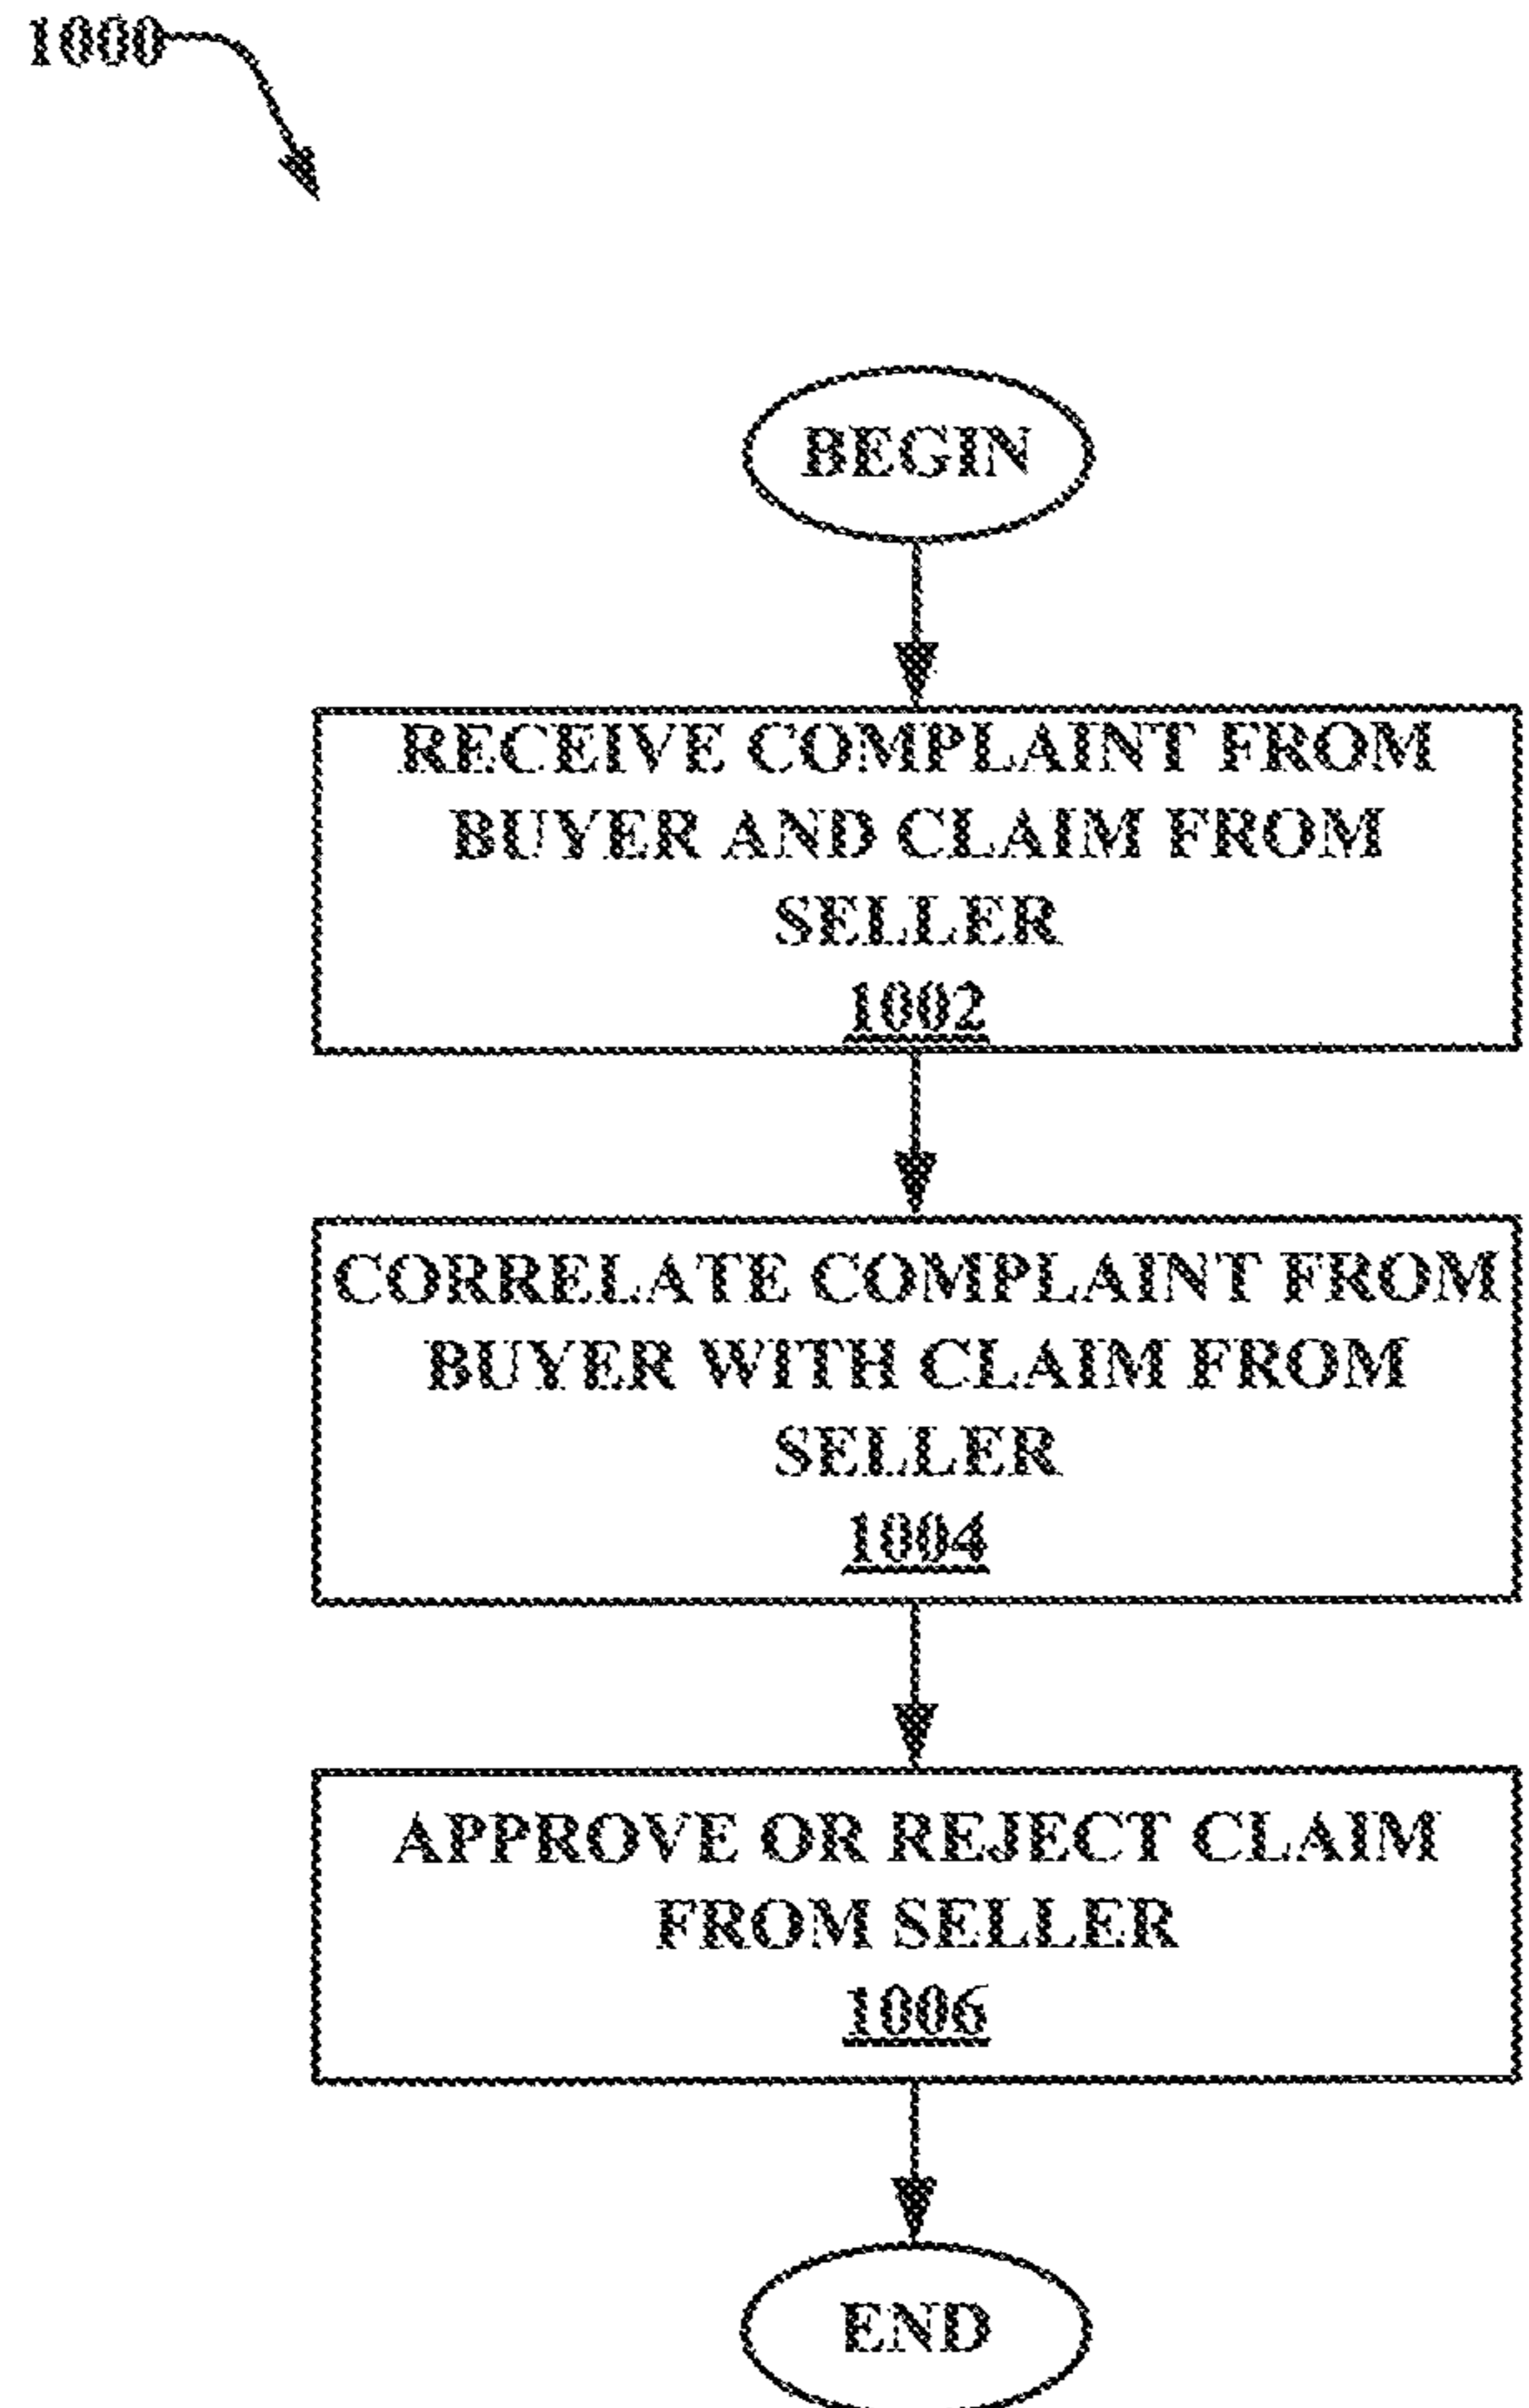 1000
BEGIN
RECEIVE COMPLAINT FROM
BUYER AND CLAIM FROM
SELLER
1002
CORRELATE COMPLAINT FROM
BUYER WITH CLAIM FROM
SELLER
1004
APPROVE OR REJECT CLAIM
FROM SELLER
1006
END